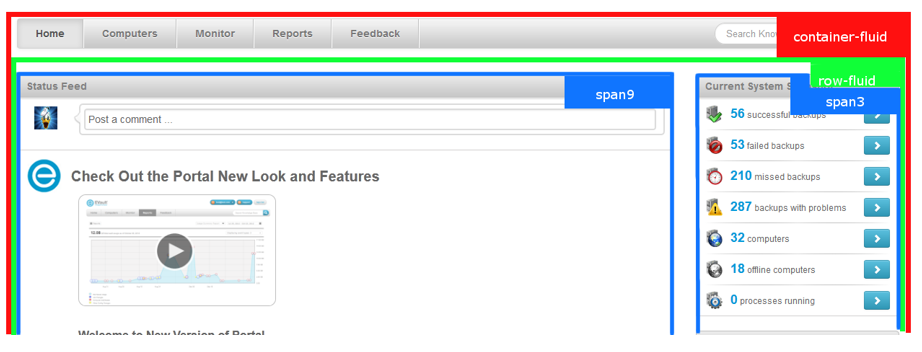 Home Computers Monitor Reports Feedback Search Kno
container-fluid
row-fluid
Status Feed
span9
Current System S
span3
Post a comment ...
56 successful backups
53 failed backups
210 missed backups
287 backups with problems
32 computers
18 offline computers
0 processes running
Check Out the Portal New Look and Features
Welcome to New Version of Portal